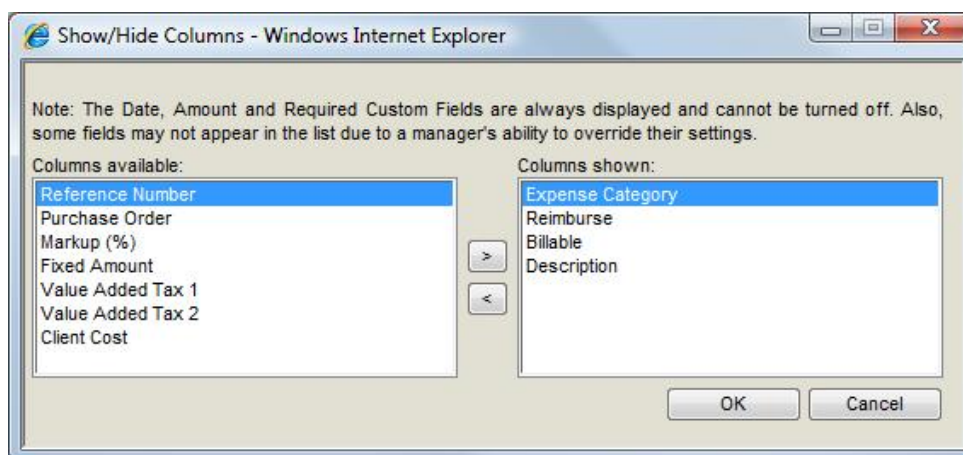 Show/Hide Columns - Windows Internet Explorer
Note: The Date, Amount and Required Custom Fields are always displayed and cannot be turned off. Also,
some fields may not appear in the list due to a manager's ability to override their settings.
Columns available:
Reference Number
Purchase Order
Markup (%)
Fixed Amount
Value Added Tax 1
Value Added Tax 2
Client Cost
>
<
Columns shown:
Expense Category
Reimburse
Billable
Description
OK
Cancel